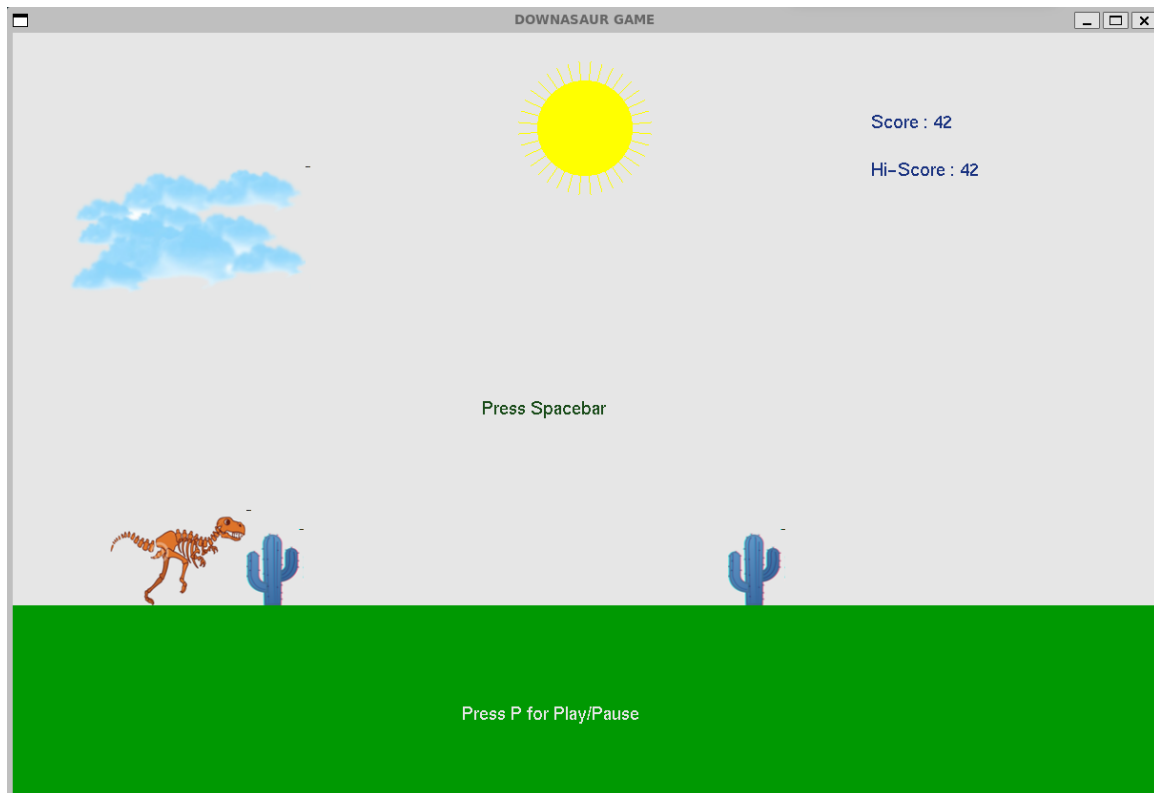 DOWNASAUR GAME
Score : 42
Hi-Score : 42
Press Spacebar
Press P for Play/Pause